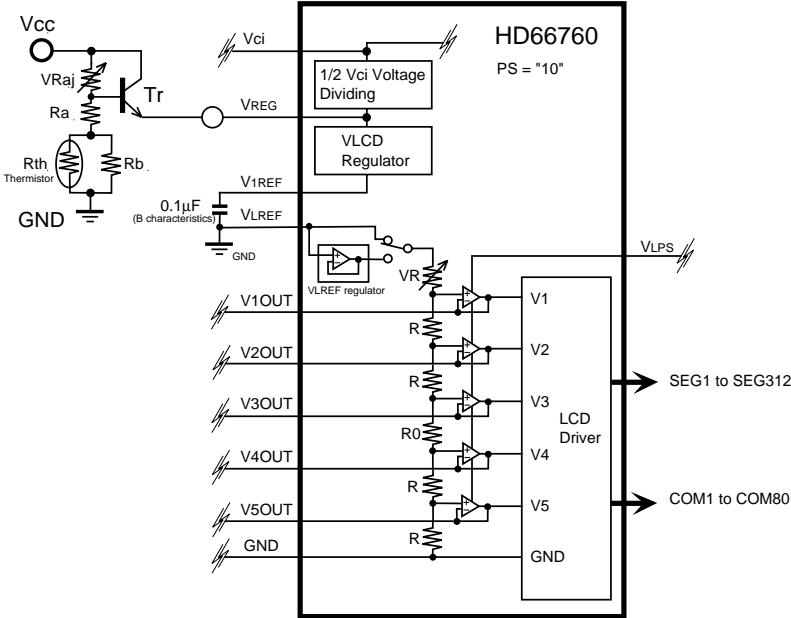 Vcc
Vci
HD66760
PS = "10"
VRaj
Tr
1/2 Vci Voltage
Dividing
Ra
VREG
VLCD
Regulator
Rth
Thermistor
Rb
V1REF
0.1µF
(B characteristics)
VLREF
GND
GND
VLPS
VR
VLREF regulator
V1OUT
V1
R
V2OUT
V2
R
V3OUT
V3
R0
LCD
Driver
V4OUT
V4
R
V5OUT
V5
R
GND
GND
SEG1 to SEG312
COM1 to COM80